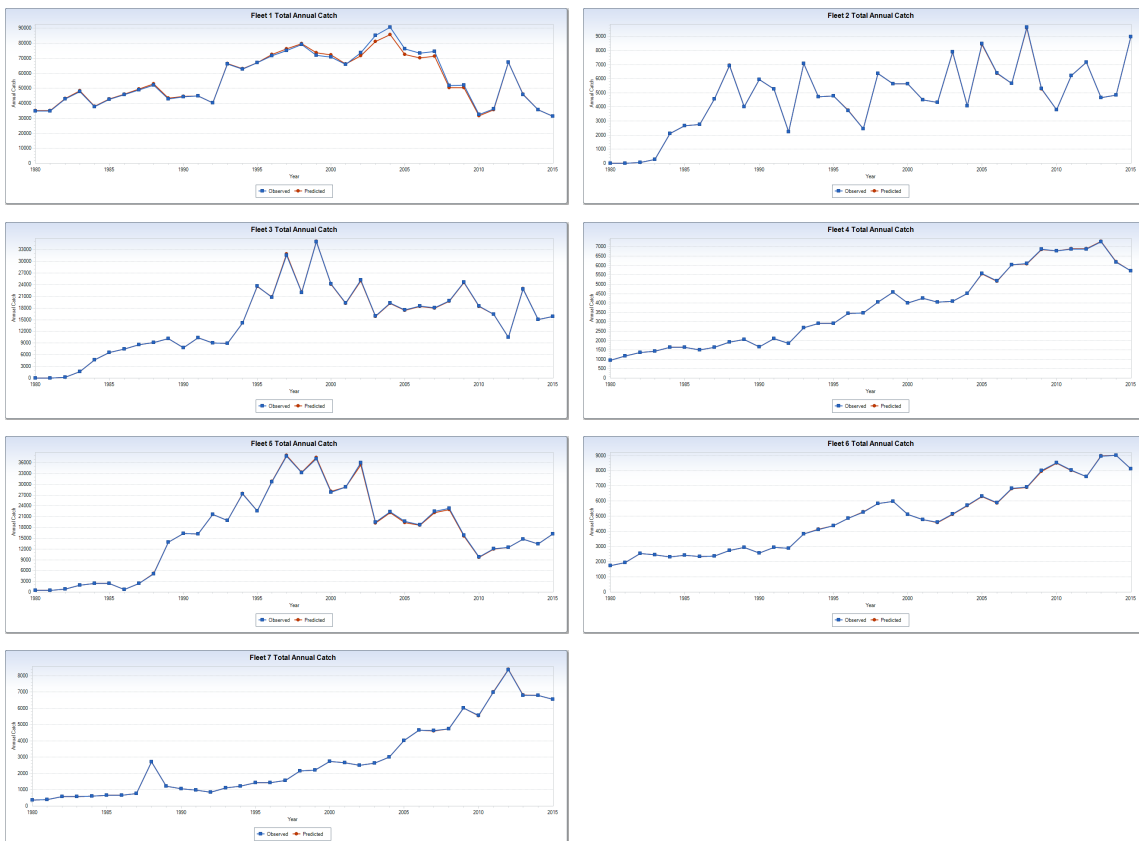 Fleet 1 Total Annual Catch
Annual Catch
90000
80000
70000
60000
50000
40000
30000
20000
10000
0
1980 1985 1990 1995 2000 2005 2010 2015
Year
Observed Predicted
Fleet 2 Total Annual Catch
Annual Catch
9000
8000
7000
6000
5000
4000
3000
2000
1000
0
1980 1985 1990 1995 2000 2005 2010 2015
Year
Observed Predicted
Fleet 3 Total Annual Catch
Annual Catch
33000
30000
27000
24000
21000
18000
15000
12000
9000
6000
3000
0
1980 1985 1990 1995 2000 2005 2010 2015
Year
Observed Predicted
Fleet 4 Total Annual Catch
Annual Catch
7000
6500
6000
5500
5000
4500
4000
3500
3000
2500
2000
1500
1000
500
0
1980 1985 1990 1995 2000 2005 2010 2015
Year
Observed Predicted
Fleet 5 Total Annual Catch
Annual Catch
36000
33000
30000
27000
24000
21000
18000
15000
12000
9000
6000
3000
0
1980 1985 1990 1995 2000 2005 2010 2015
Year
Observed Predicted
Fleet 6 Total Annual Catch
Annual Catch
9000
8000
7000
6000
5000
4000
3000
2000
1000
0
1980 1985 1990 1995 2000 2005 2010 2015
Year
Observed Predicted
Fleet 7 Total Annual Catch
Annual Catch
8000
7000
6000
5000
4000
3000
2000
1000
0
1980 1985 1990 1995 2000 2005 2010 2015
Year
Observed Predicted